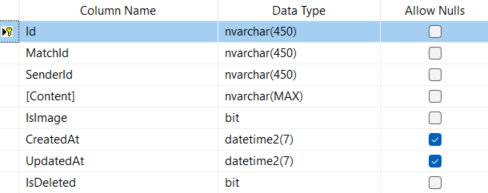 Column Name Data Type Allow Nulls
Id nvarchar(450)
MatchId nvarchar(450)
SenderId nvarchar(450)
[Content] nvarchar(MAX)
IsImage bit
CreatedAt datetime2(7)
UpdatedAt datetime2(7)
IsDeleted bit